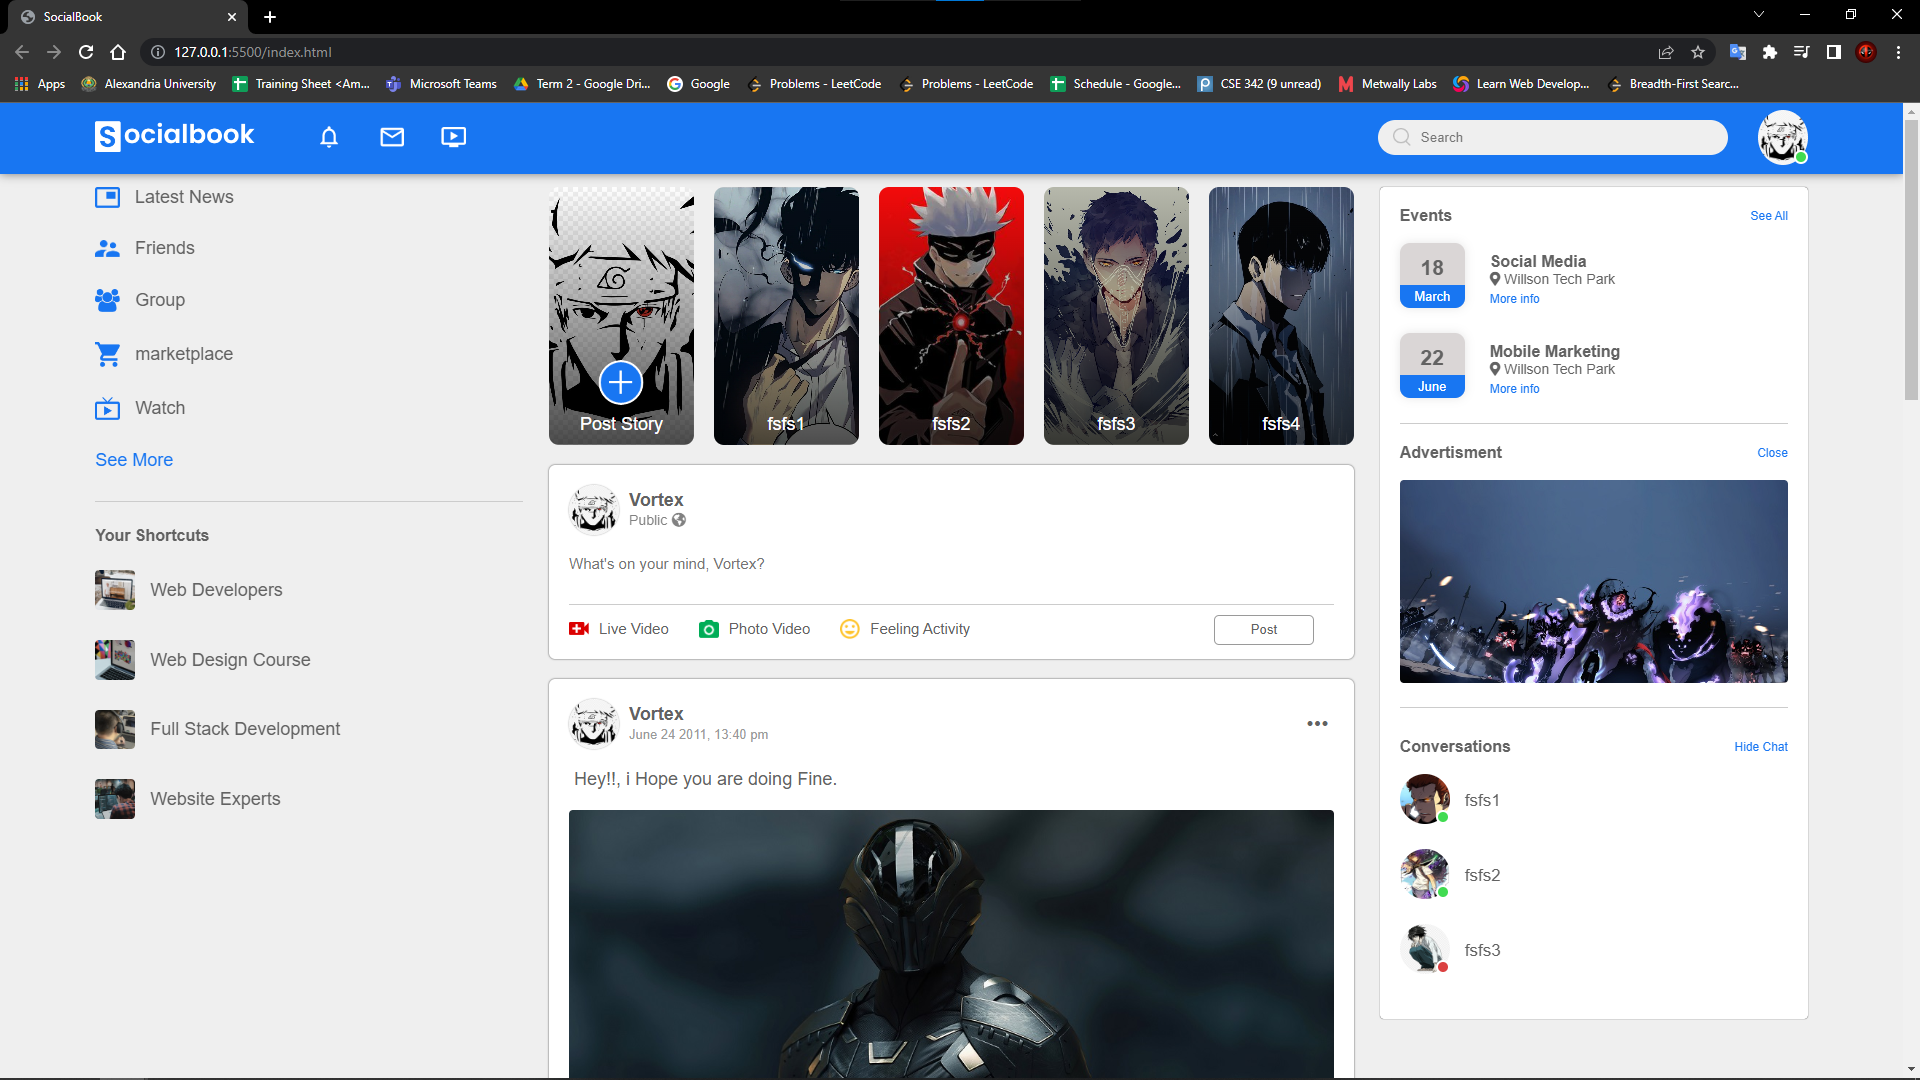 SocialBook
127.0.0.1:5500/index.html
Apps
Alexandria University
Training Sheet <Am...
Microsoft Teams
Term 2 - Google Dri...
Google
Problems - LeetCode
Problems - LeetCode
Schedule - Google...
CSE 342 (9 unread)
Metwally Labs
Learn Web Develop...
Breadth-First Searc...
Socialbook
Search
Latest News
Friends
Group
marketplace
Watch
See More
Your Shortcuts
Web Developers
Web Design Course
Full Stack Development
Website Experts
Post Story
fsfs1
fsfs2
fsfs3
fsfs4
Vortex
Public
What's on your mind, Vortex?
Live Video
Photo Video
Feeling Activity
Post
Vortex
June 24 2011, 13:40 pm
Hey!!, i Hope you are doing Fine.
Events
See All
18
March
Social Media
Willson Tech Park
More info
22
June
Mobile Marketing
Willson Tech Park
More info
Advertisment
Close
Conversations
Hide Chat
fsfs1
fsfs2
fsfs3